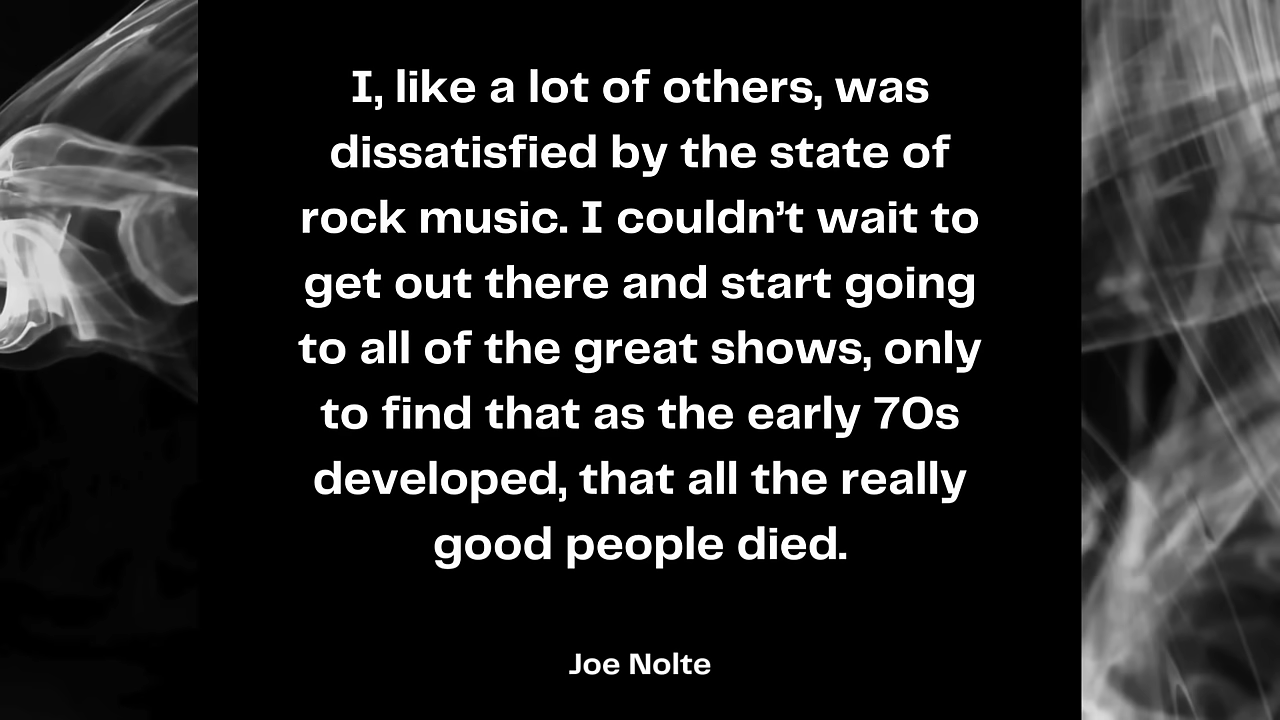 I, like a lot of others, was
dissatisfied by the state of
rock music. I couldn’t wait to
get out there and start going
to all of the great shows, only
to find that as the early 70s
developed, that all the really
good people died.
Joe Nolte